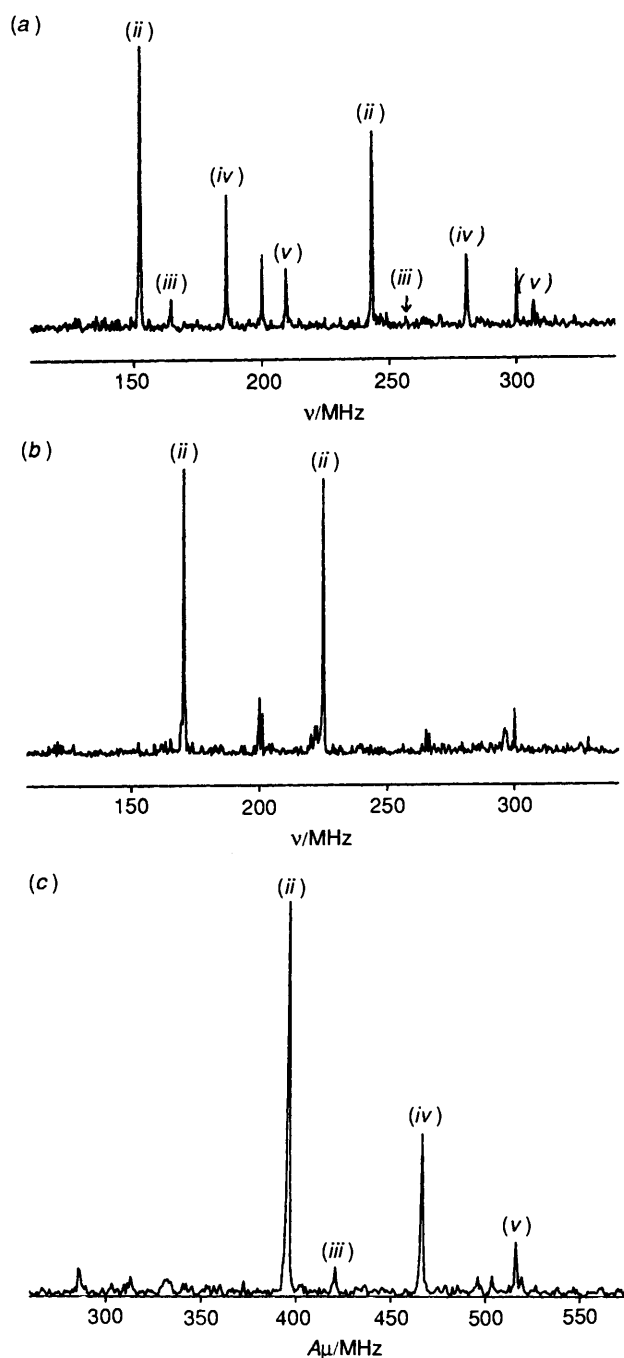 (a)
(ii)
(ii)
(iv)
(iv)
(v)
(iii)
(iii)
(v)
150 200 250 300
ν/MHz
(b)
(ii) (ii)
150 200 250 300
ν/MHz
(c)
(ii)
(iv)
(v)
(iii)
300 350 400 450 500 550
Aμ/MHz